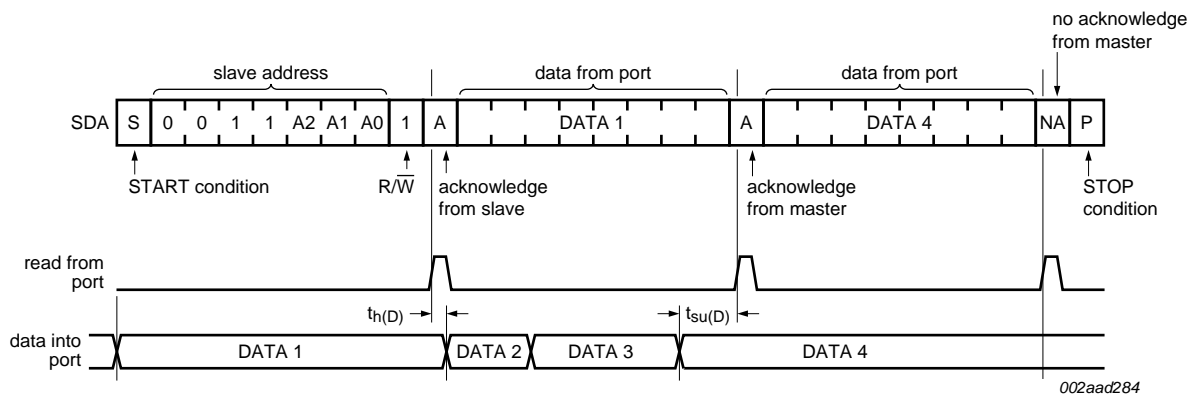 no acknowledge
from master
slave address
data from port
data from port
SDA S 0 0 1 1 A2 A1 A0 1 A DATA 1 A DATA 4 NA P
START condition
R/W̅
acknowledge
from slave
acknowledge
from master
STOP
condition
read from
port
th(D)
tsu(D)
data into
port
DATA 1 DATA 2 DATA 3 DATA 4
002aad284